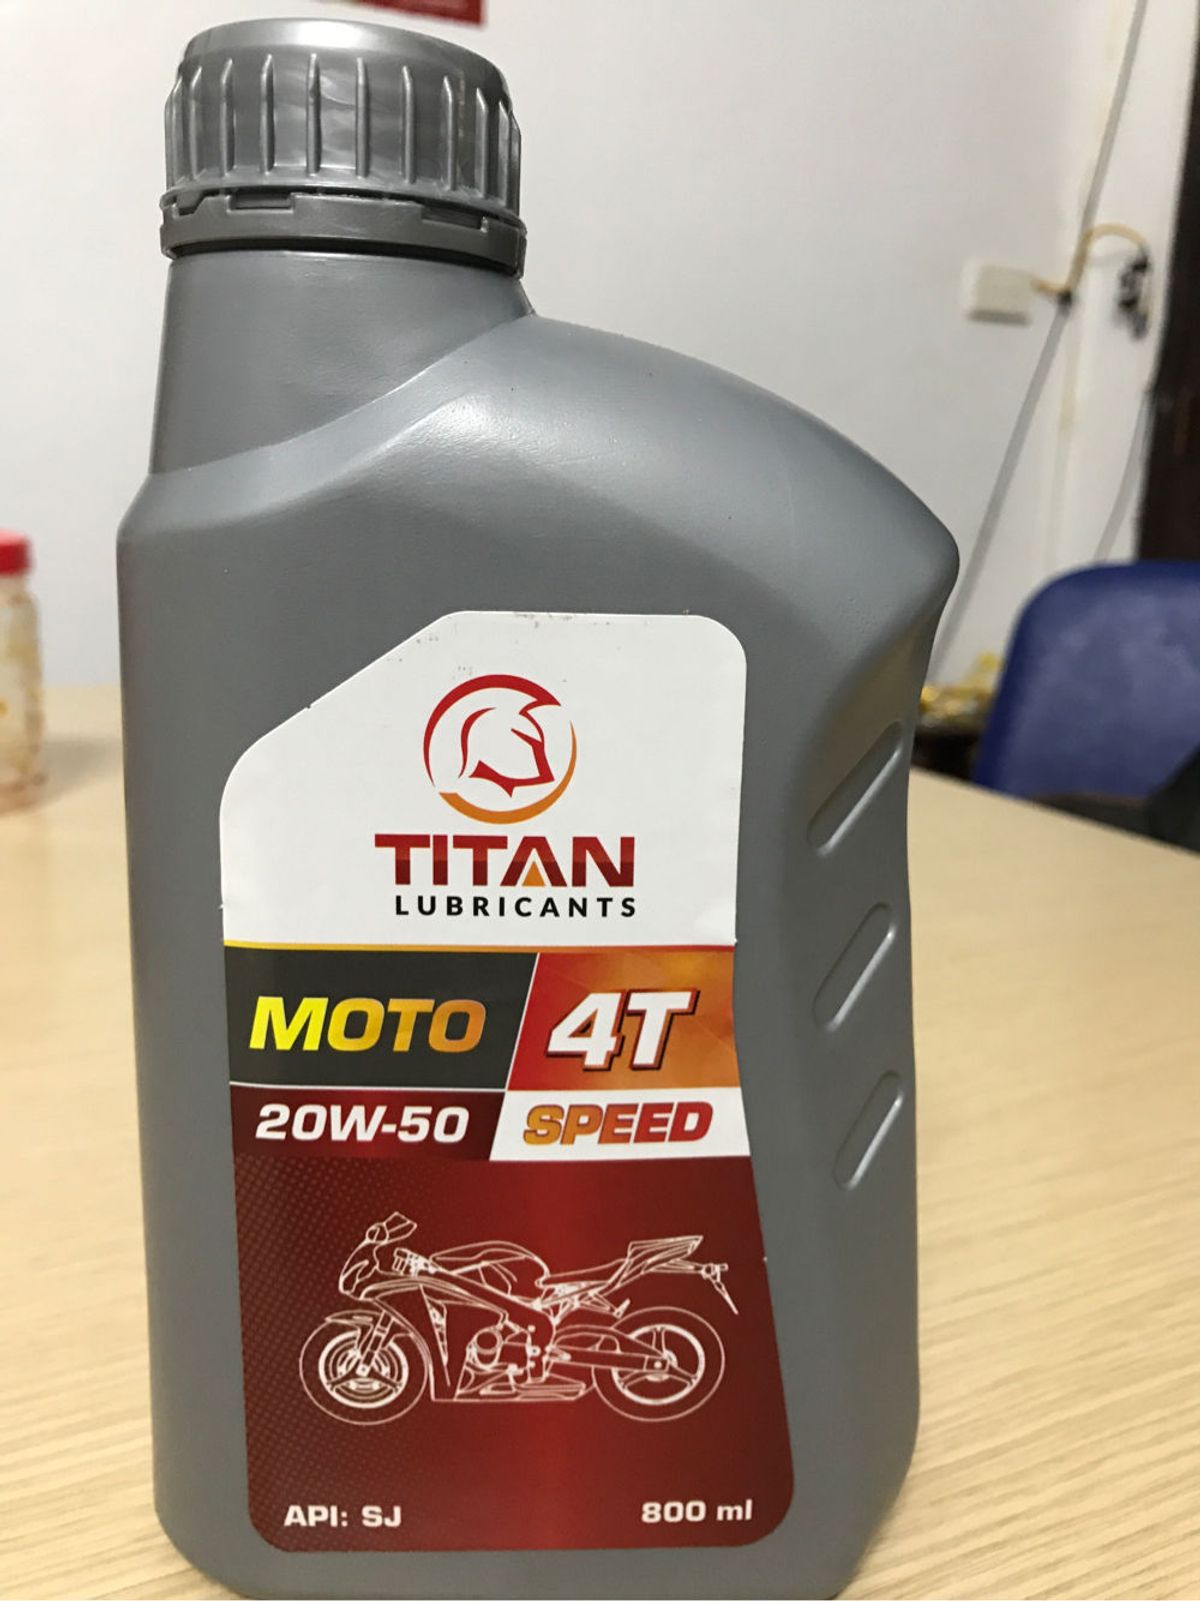 TITAN
LUBRICANTS
MOTO 4T
20W-50 SPEED
API: SJ 800 ml